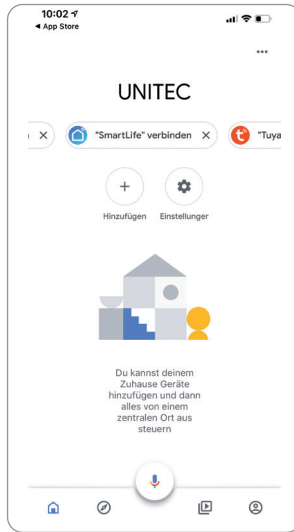 10:02
◀ App Store
UNITEC
"SmartLife" verbinden
"Tuya
Hinzufügen
Einstellunger
Du kannst deinem
Zuhause Geräte
hinzufügen und dann
alles von einem
zentralen Ort aus
steuern